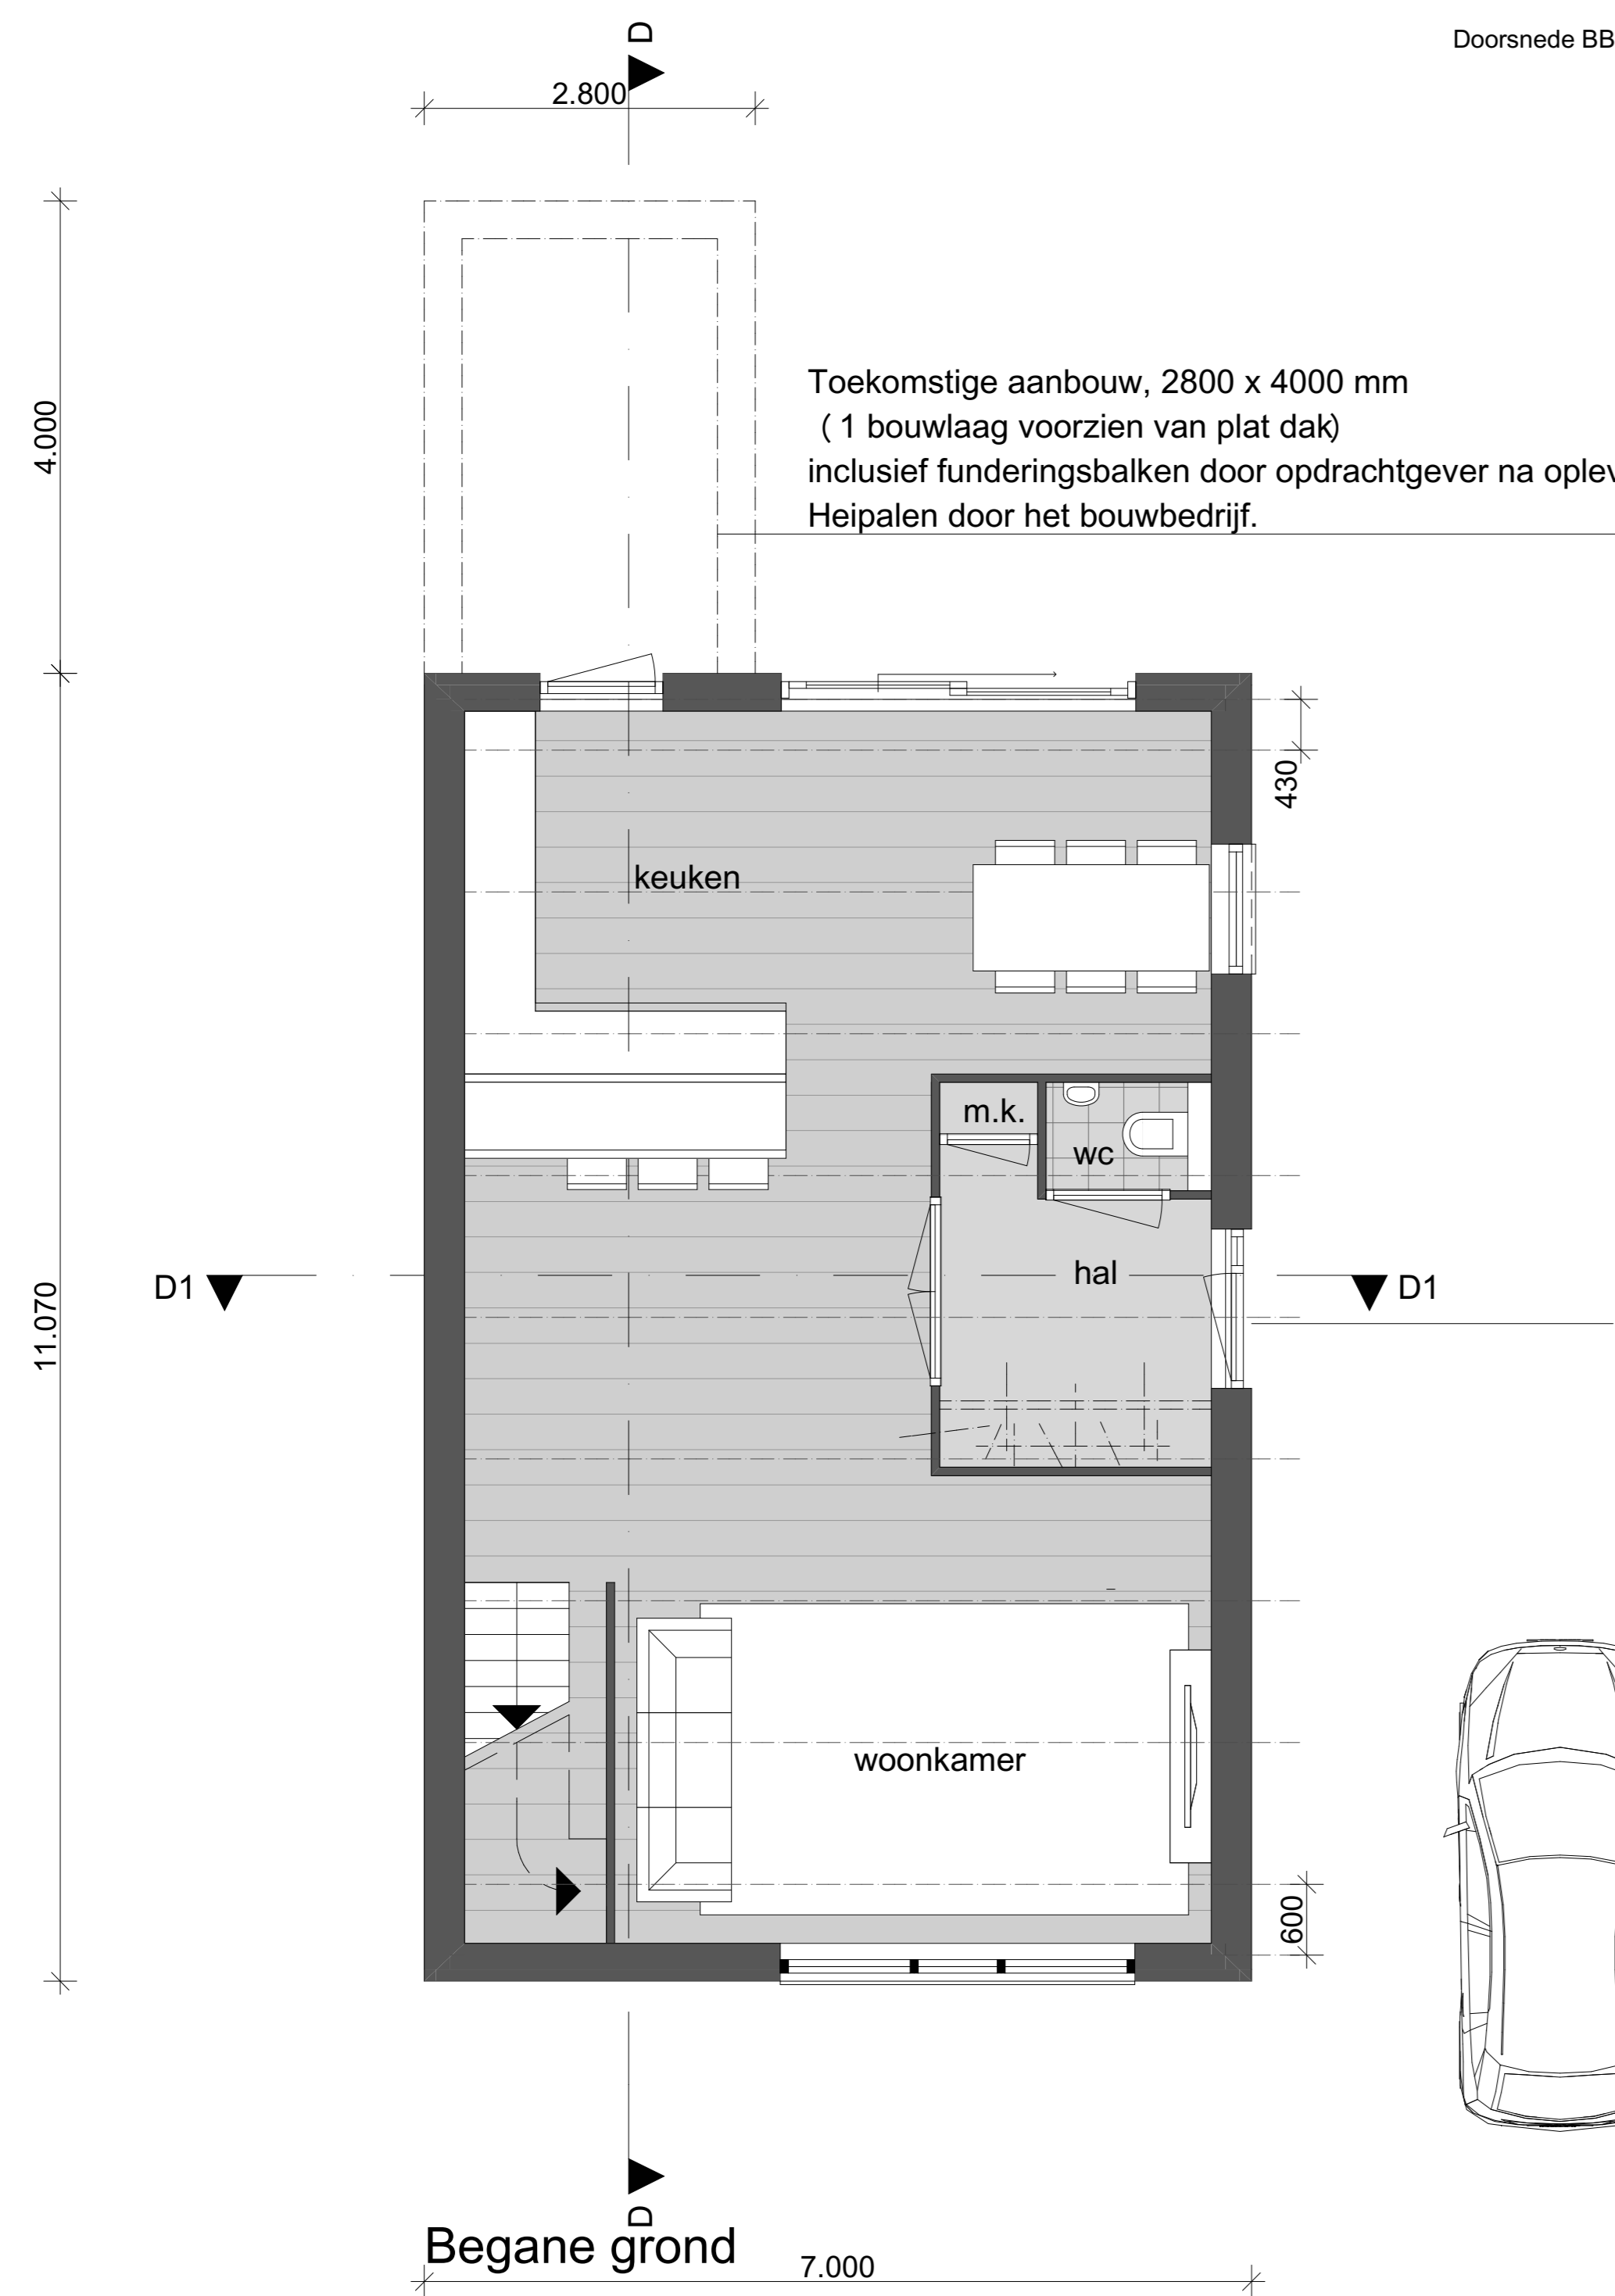 D
Doorsnede BB
2.800
4.000
Toekomstige aanbouw, 2800 x 4000 mm
( 1 bouwlaag voorzien van plat dak)
inclusief funderingsbalken door opdrachtgever na oplev
Heipalen door het bouwbedrijf.
430
keuken
m.k.
wc
hal
D1
D1
11.070
woonkamer
600
D
Begane grond
7.000